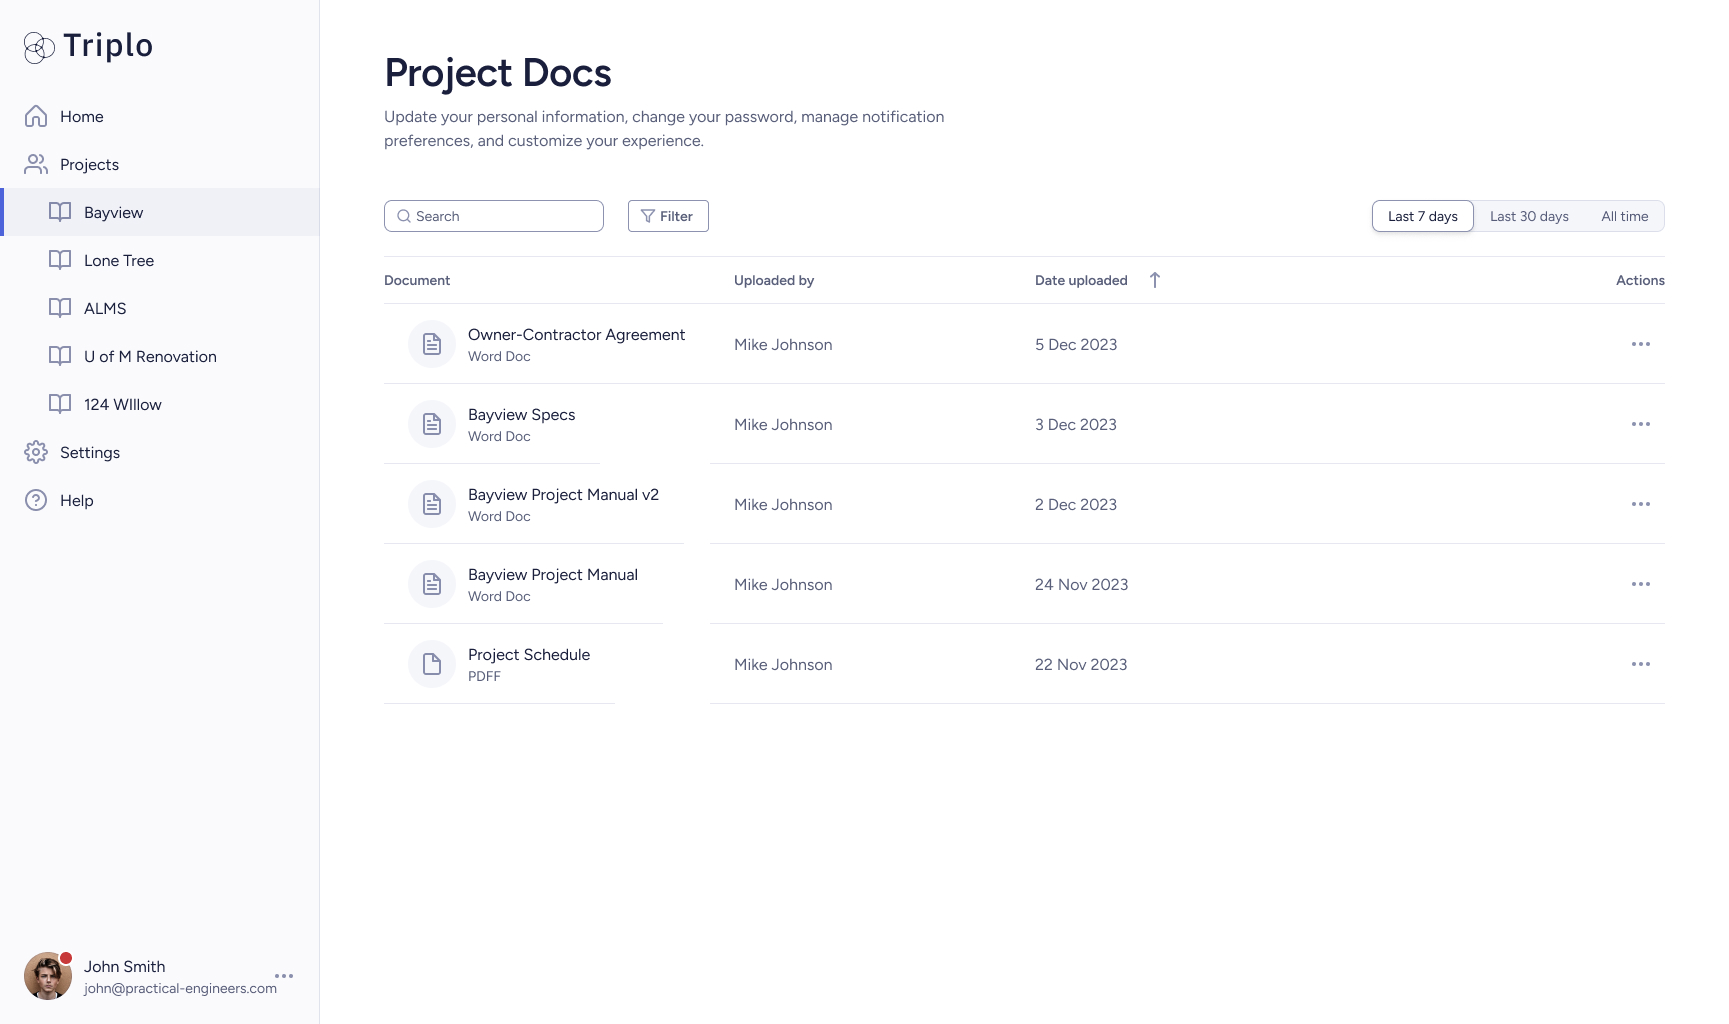 Triplo
Home
Projects
Bayview
Lone Tree
ALMS
U of M Renovation
124 WIllow
Settings
Help
John Smith
john@practical-engineers.com
Project Docs
Update your personal information, change your password, manage notification
preferences, and customize your experience.
Search
Filter
Last 7 days Last 30 days All time
Document Uploaded by Date uploaded Actions
Owner-Contractor Agreement
Word Doc
Mike Johnson
5 Dec 2023
Bayview Specs
Word Doc
Mike Johnson
3 Dec 2023
Bayview Project Manual v2
Word Doc
Mike Johnson
2 Dec 2023
Bayview Project Manual
Word Doc
Mike Johnson
24 Nov 2023
Project Schedule
PDFF
Mike Johnson
22 Nov 2023